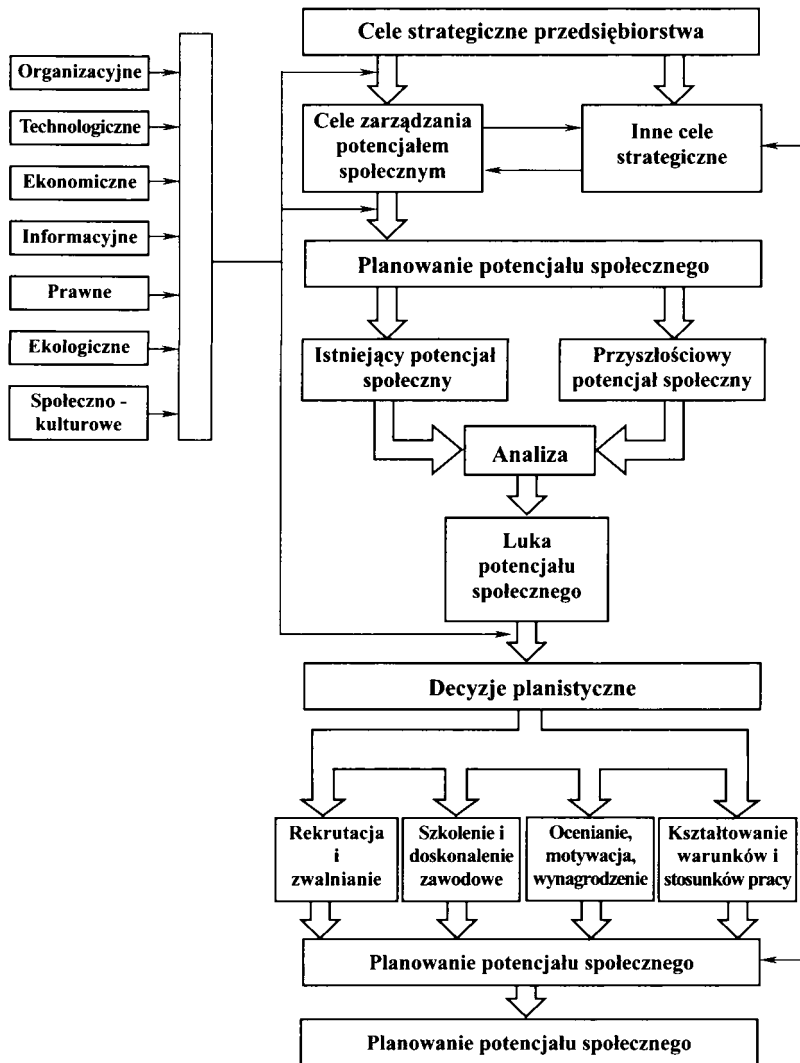 Cele strategiczne przedsiębiorstwa
Organizacyjne
Technologiczne
Ekonomiczne
Informacyjne
Prawne
Ekologiczne
Społeczno -
kulturowe
Cele zarządzania
potencjałem
społecznym
Inne cele
strategiczne
Planowanie potencjału społecznego
Istniejący potencjał
społeczny
Przyszłościowy
potencjał społeczny
Analiza
Luka
potencjału
społecznego
Decyzje planistyczne
Rekrutacja
i
zwalnianie
Szkolenie i
doskonalenie
zawodowe
Ocenianie,
motywacja,
wynagrodzenie
Kształtowanie
warunków i
stosunków pracy
Planowanie potencjału społecznego
Planowanie potencjału społecznego